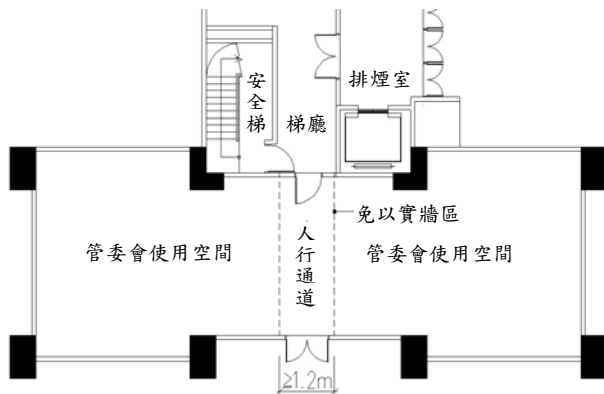 安全梯
梯廳
排煙室
免以實牆區
管委會使用空間
人行通道
管委會使用空間
≥1.2m